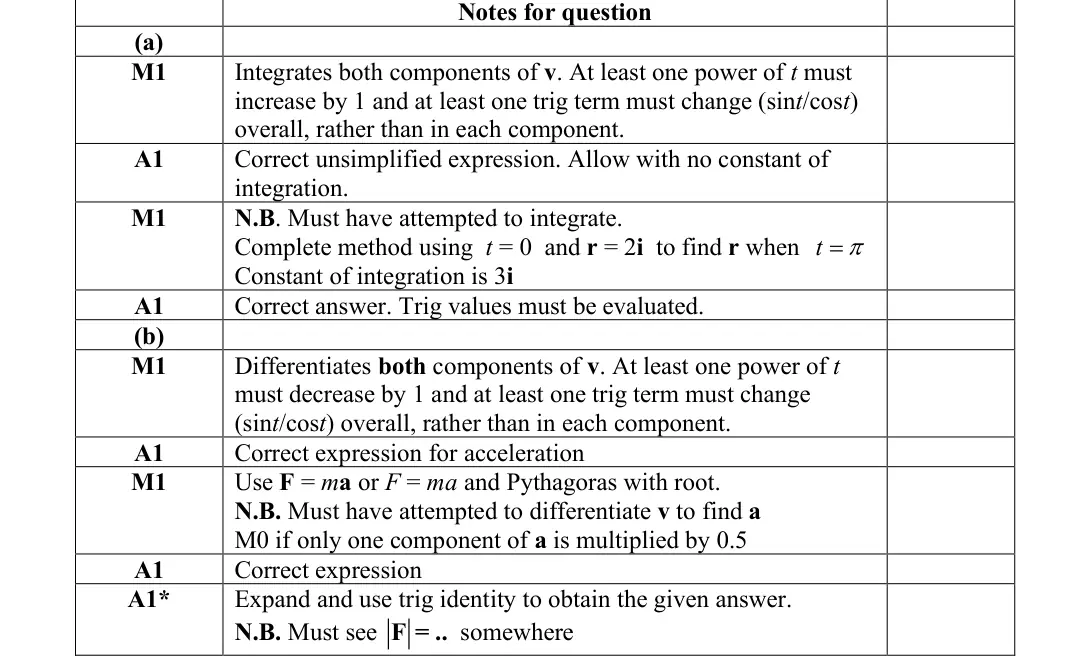 Notes for question
(a)
M1 Integrates both components of v. At least one power of t must
increase by 1 and at least one trig term must change (sint/cost)
overall, rather than in each component.
A1 Correct unsimplified expression. Allow with no constant of
integration.
M1 N.B. Must have attempted to integrate.
Complete method using t = 0 and r = 2i to find r when t = π
Constant of integration is 3i
A1 Correct answer. Trig values must be evaluated.
(b)
M1 Differentiates both components of v. At least one power of t
must decrease by 1 and at least one trig term must change
(sint/cost) overall, rather than in each component.
A1 Correct expression for acceleration
M1 Use F = ma or F = ma and Pythagoras with root.
N.B. Must have attempted to differentiate v to find a
M0 if only one component of a is multiplied by 0.5
A1 Correct expression
A1* Expand and use trig identity to obtain the given answer.
N.B. Must see |F| = .. somewhere